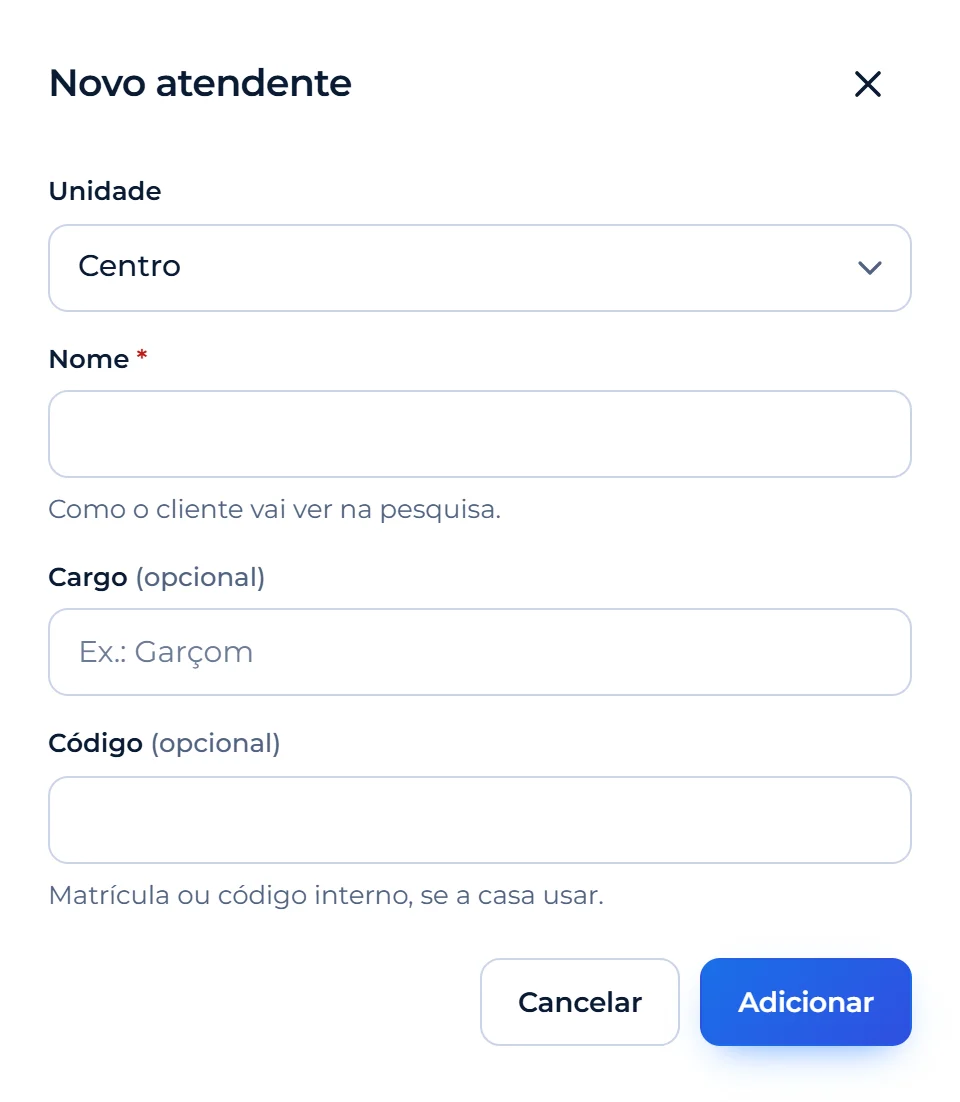 Novo atendente
Unidade
Centro
Nome *
Como o cliente vai ver na pesquisa.
Cargo (opcional)
Ex.: Garçom
Código (opcional)
Matrícula ou código interno, se a casa usar.
Cancelar
Adicionar